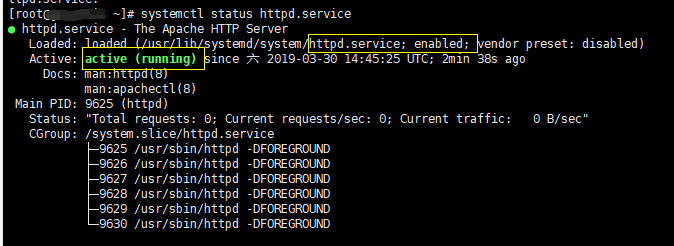 ttpd.service.
[root@ ~]# systemctl status httpd.service
● httpd.service - The Apache HTTP Server
Loaded: loaded (/usr/lib/systemd/system/httpd.service; enabled; vendor preset: disabled)
Active: active (running) since 六 2019-03-30 14:45:25 UTC; 2min 38s ago
Docs: man:httpd(8)
man:apachectl(8)
Main PID: 9625 (httpd)
Status: "Total requests: 0; Current requests/sec: 0; Current traffic:   0 B/sec"
CGroup: /system.slice/httpd.service
├─9625 /usr/sbin/httpd -DFOREGROUND
├─9626 /usr/sbin/httpd -DFOREGROUND
├─9627 /usr/sbin/httpd -DFOREGROUND
├─9628 /usr/sbin/httpd -DFOREGROUND
├─9629 /usr/sbin/httpd -DFOREGROUND
└─9630 /usr/sbin/httpd -DFOREGROUND